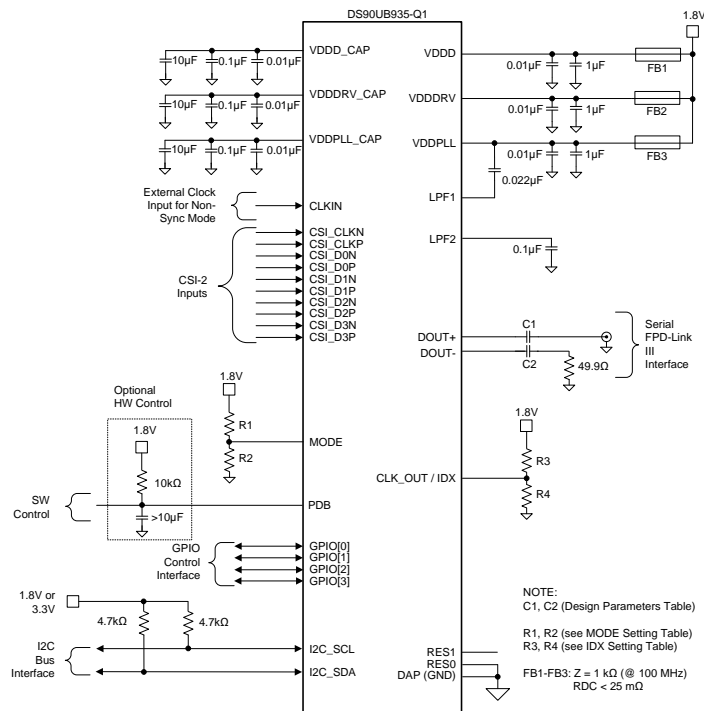 DS90UB935-Q1
1.8V
VDDD_CAP
10µF
0.1µF
0.01µF
VDDDRV_CAP
10µF
0.1µF
0.01µF
VDDPLL_CAP
10µF
0.1µF
0.01µF
VDDD
0.01µF
1µF
FB1
VDDDRV
0.01µF
1µF
FB2
VDDPLL
0.01µF
1µF
FB3
0.022µF
LPF1
LPF2
0.1µF
External Clock
Input for Non-
Sync Mode
CLKIN
CSI-2
Inputs
CSI_CLKN
CSI_CLKP
CSI_D0N
CSI_D0P
CSI_D1N
CSI_D1P
CSI_D2N
CSI_D2P
CSI_D3N
CSI_D3P
DOUT+
DOUT-
C1
C2
49.9Ω
Serial
FPD-Link
III
Interface
1.8V
R1
R2
MODE
Optional
HW Control
1.8V
10kΩ
>10µF
SW
Control
PDB
1.8V
R3
R4
CLK_OUT / IDX
GPIO
Control
Interface
GPIO[0]
GPIO[1]
GPIO[2]
GPIO[3]
1.8V or
3.3V
4.7kΩ
4.7kΩ
I2C
Bus
Interface
I2C_SCL
I2C_SDA
RES1
RES0
DAP (GND)
NOTE:
C1, C2 (Design Parameters Table)
R1, R2 (see MODE Setting Table)
R3, R4 (see IDX Setting Table)
FB1-FB3: Z = 1 kΩ (@ 100 MHz)
RDC < 25 mΩ